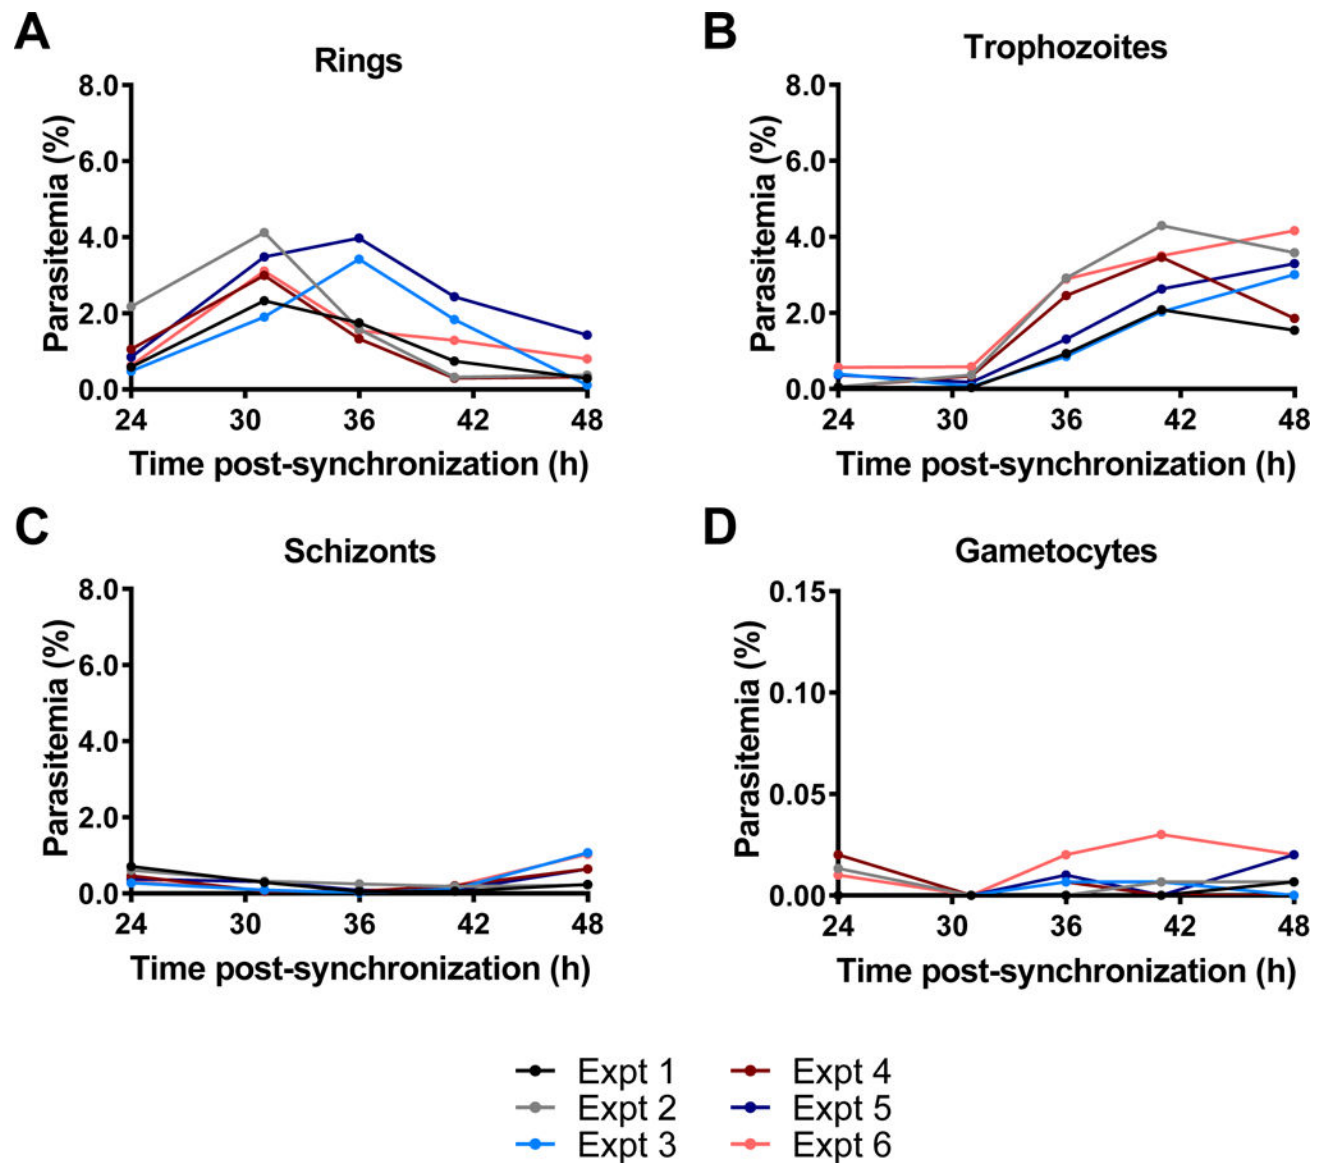 A
Rings
8.0
6.0
4.0
2.0
0.0
Parasitemia (%)
24 30 36 42 48
Time post-synchronization (h)
B
Trophozoites
8.0
6.0
4.0
2.0
0.0
Parasitemia (%)
24 30 36 42 48
Time post-synchronization (h)
C
Schizonts
8.0
6.0
4.0
2.0
0.0
Parasitemia (%)
24 30 36 42 48
Time post-synchronization (h)
D
Gametocytes
0.15
0.10
0.05
0.00
Parasitemia (%)
24 30 36 42 48
Time post-synchronization (h)
Expt 1
Expt 2
Expt 3
Expt 4
Expt 5
Expt 6